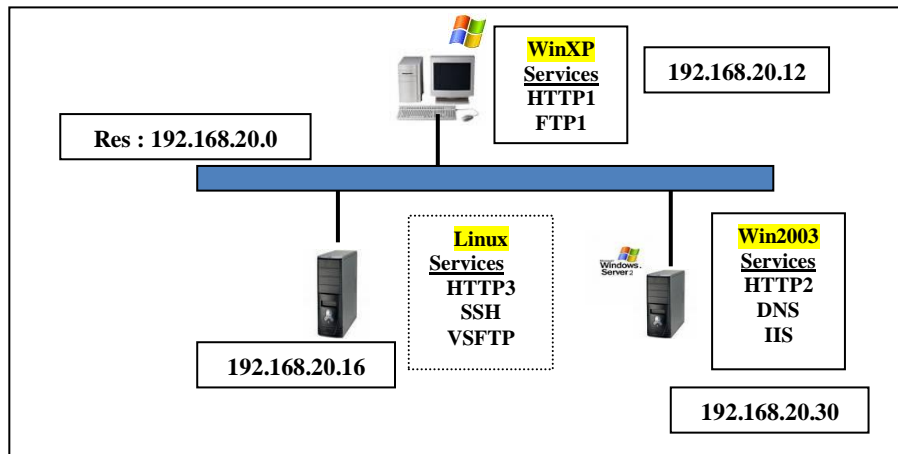 WinXP
Services
HTTP1
FTP1
192.168.20.12
Res : 192.168.20.0
Linux
Services
HTTP3
SSH
VSFTP
192.168.20.16
Windows
Server2
Win2003
Services
HTTP2
DNS
IIS
192.168.20.30